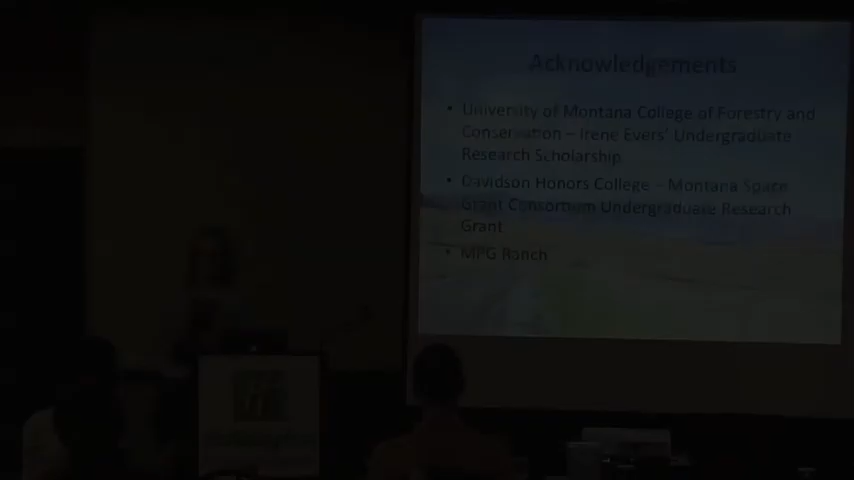 Acknowledgements
• University of Montana College of Forestry and
Conservation – Irene Evers' Undergraduate
Research Scholarship
• Davidson Honors College – Montana Space
Grant Consortium Undergraduate Research
Grant
• MPG Ranch